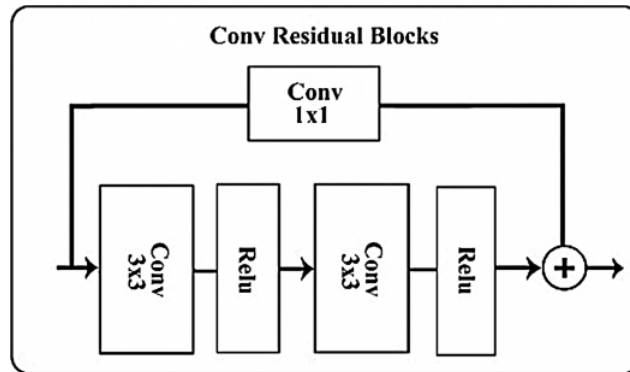 Conv Residual Blocks
Conv
1x1
Conv
3x3
Relu
Conv
3x3
Relu
+